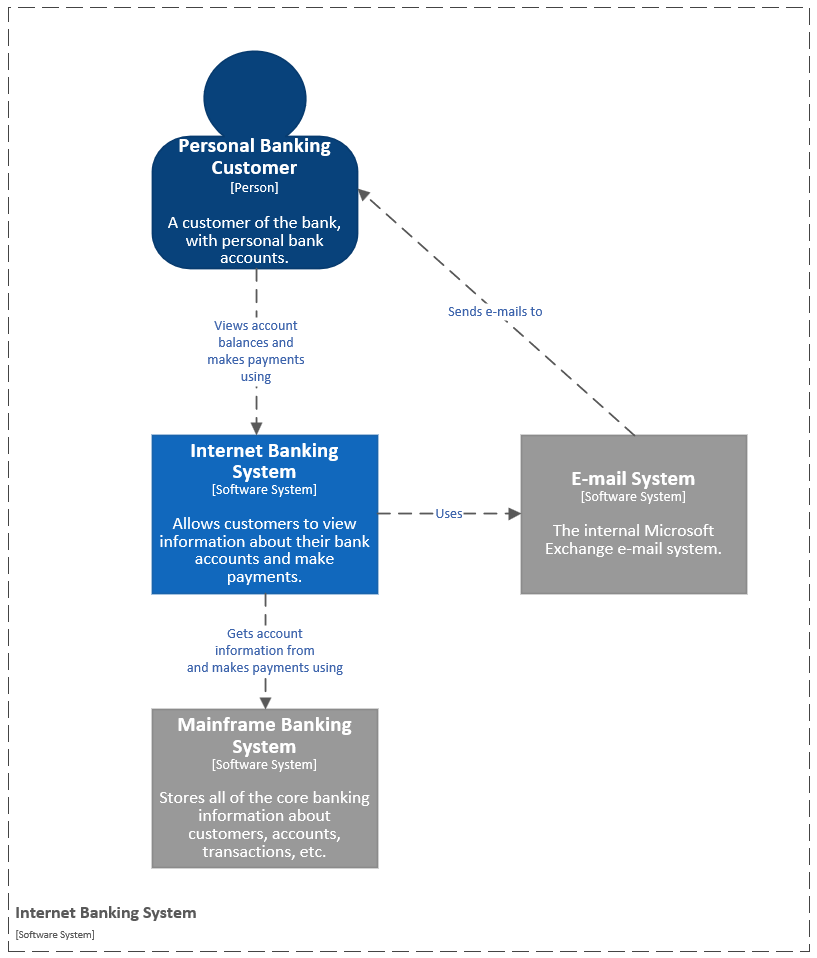 Personal Banking
Customer
[Person]
A customer of the bank,
with personal bank
accounts.
Sends e-mails to
Views account
balances and
makes payments
using
Internet Banking
System
[Software System]
Allows customers to view
information about their bank
accounts and make
payments.
Uses
E-mail System
[Software System]
The internal Microsoft
Exchange e-mail system.
Gets account
information from
and makes payments using
Mainframe Banking
System
[Software System]
Stores all of the core banking
information about
customers, accounts,
transactions, etc.
Internet Banking System
[Software System]